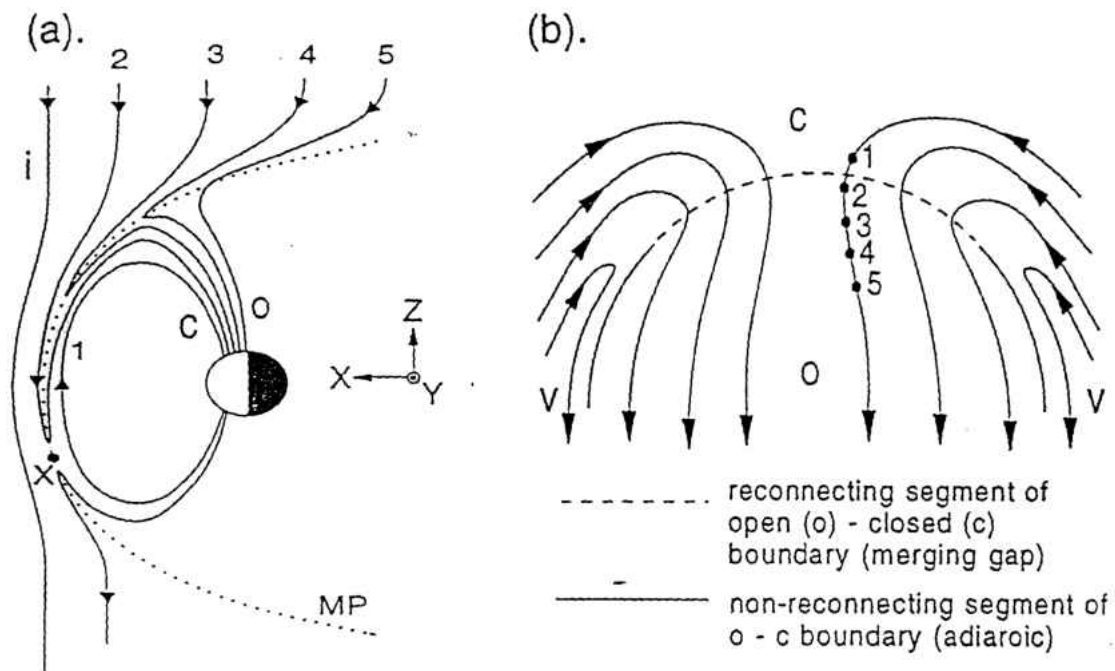 (a).
2
3
4
5
i
1
C
O
X
MP
Z
X
Y
(b).
C
1
2
3
4
5
O
V
V
reconnecting segment of
open (o) - closed (c)
boundary (merging gap)
non-reconnecting segment of
o - c boundary (adiaroic)